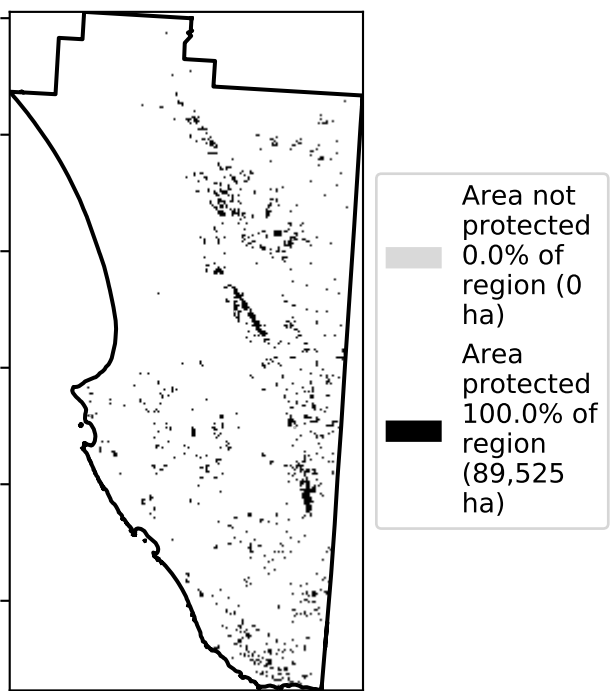 Area not
protected
0.0% of
region (0
ha)
Area
protected
100.0% of
region
(89,525
ha)